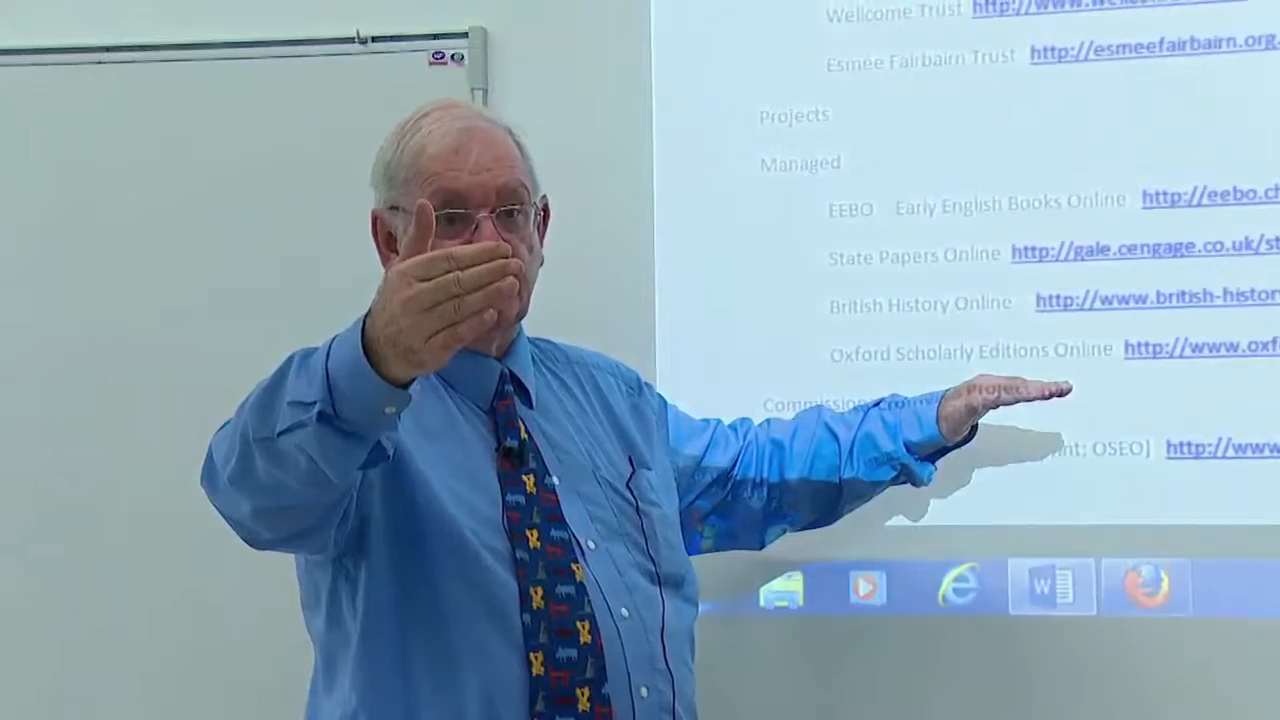 Wellcome Trust http://www.
Esmée Fairbairn Trust http://esmeefairbairn.org
Projects
Managed
EEBO Early English Books Online http://eebo.ch
State Papers Online http://gale.cengage.co.uk/st
British History Online http://www.british-histor
Oxford Scholarly Editions Online http://www.oxf
Project
OSEO] http://www
W